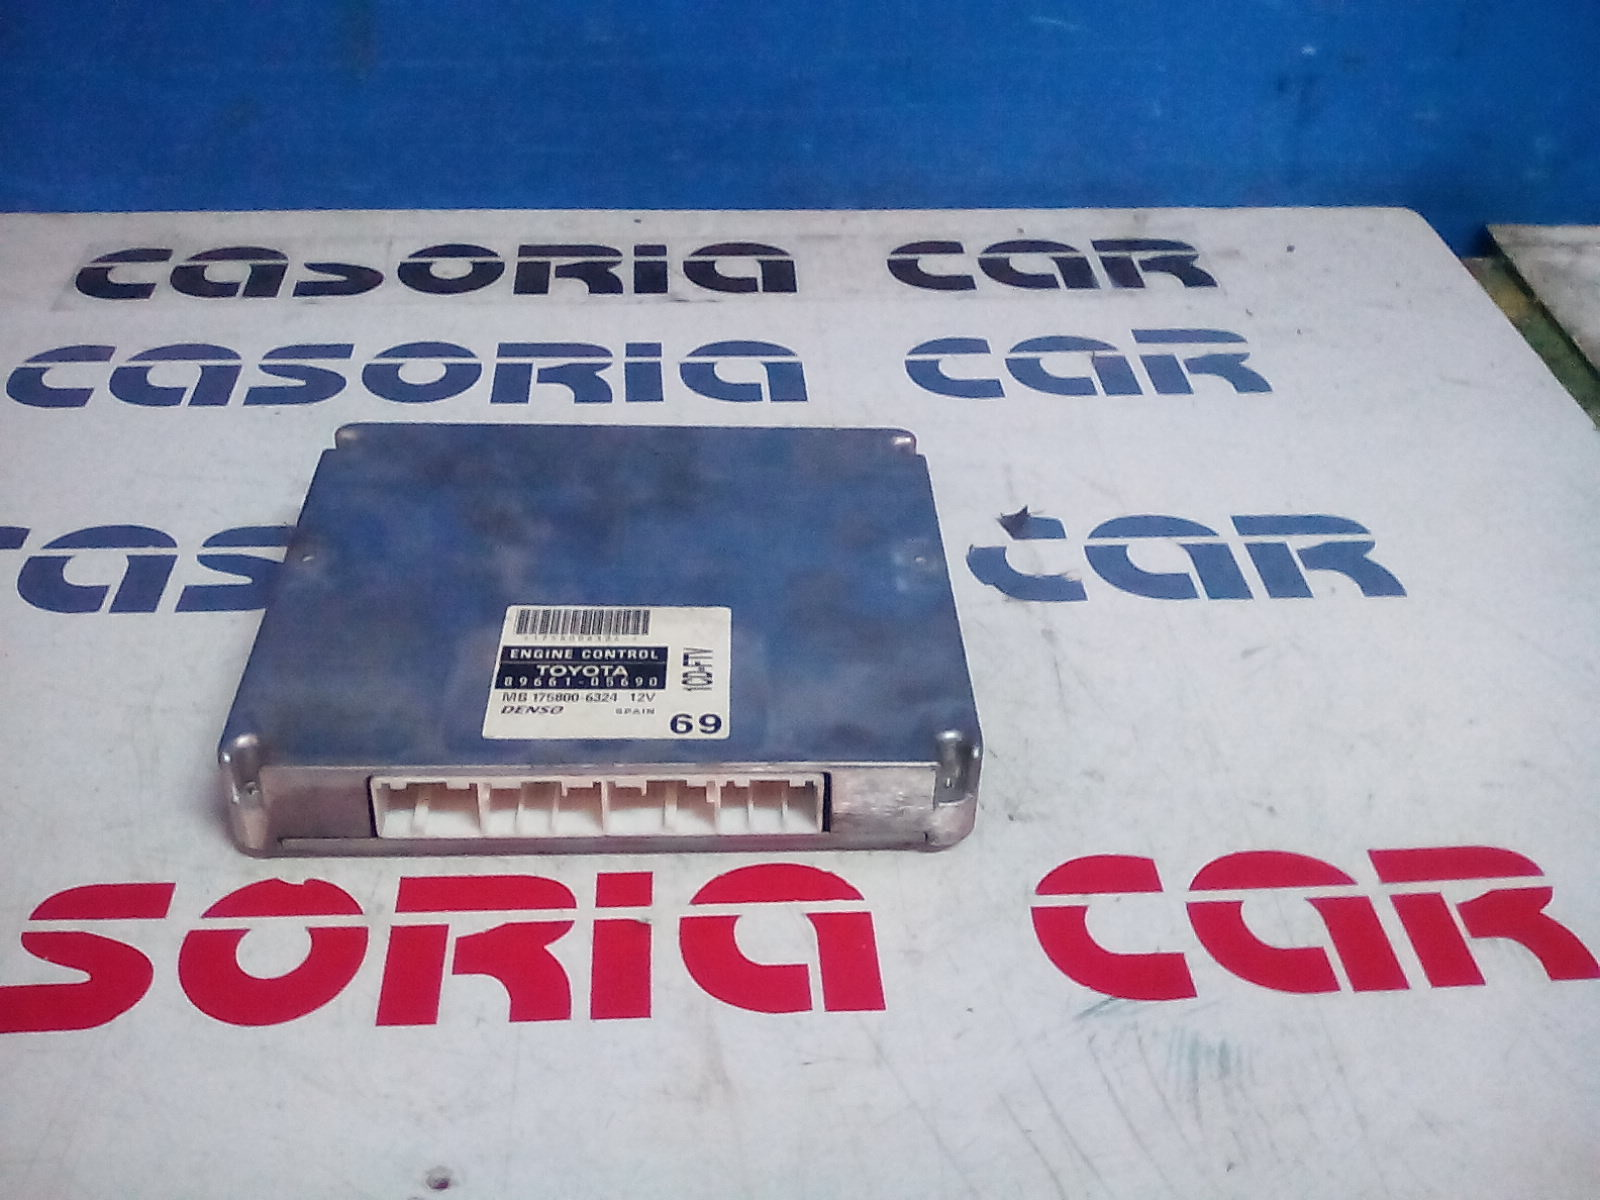 casoria car
casoria car
cas car
ENGINE CONTROL
TOYOTA
89661-05690
MB 175800-6324 12V
DENSO SPAIN
1CD-FTV
69
soria car